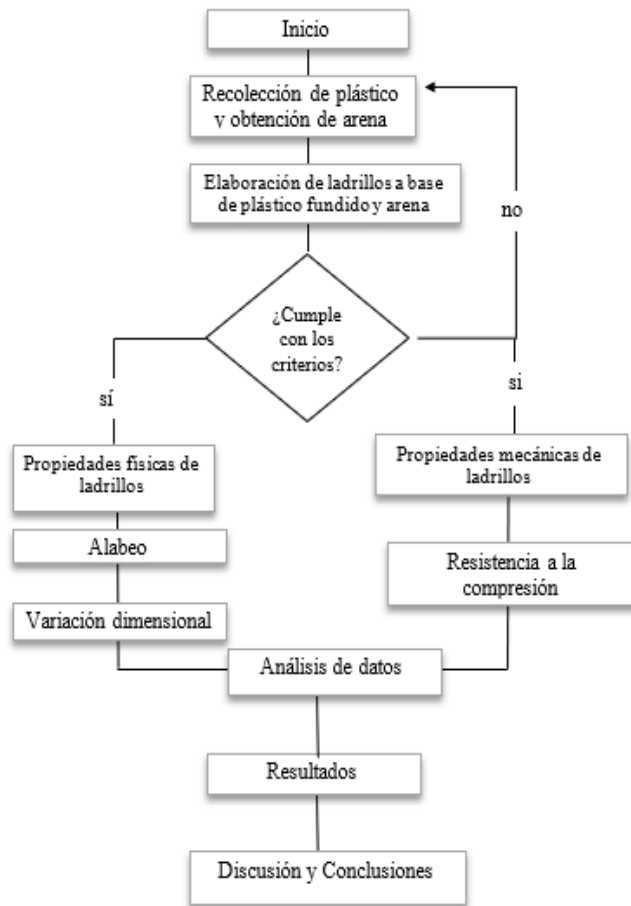 Inicio
Recolección de plástico
y obtención de arena
Elaboración de ladrillos a base
de plástico fundido y arena
no
¿Cumple
con los
criterios?
sí
si
Propiedades físicas de
ladrillos
Propiedades mecánicas de
ladrillos
Alabeo
Resistencia a la
compresión
Variación dimensional
Análisis de datos
Resultados
Discusión y Conclusiones